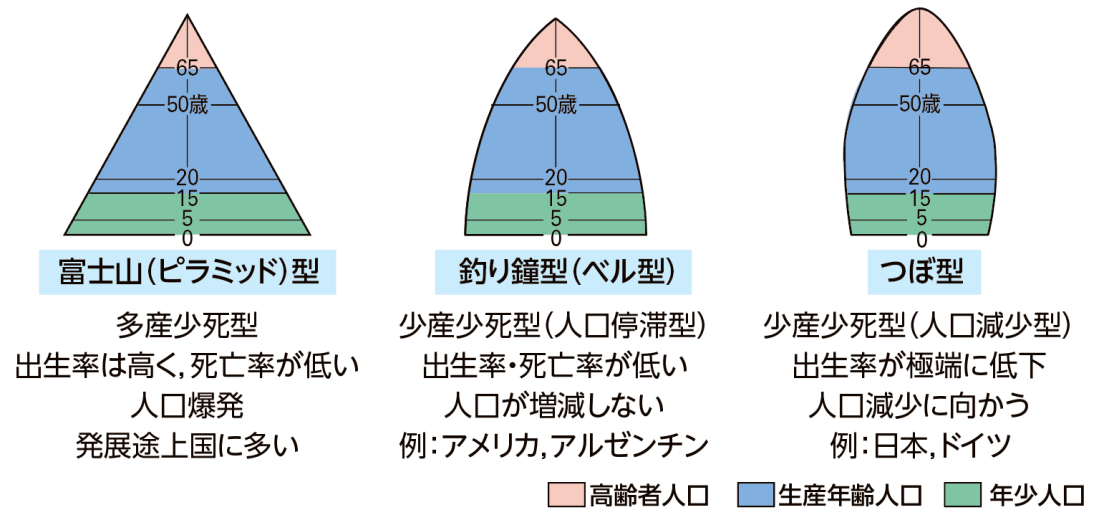 65
50歳
20
15
5
0
富士山(ピラミッド)型
多産少死型
出生率は高く,死亡率が低い
人口爆発
発展途上国に多い
65
50歳
20
15
5
0
釣り鐘型(ベル型)
少産少死型(人口停滞型)
出生率・死亡率が低い
人口が増減しない
例:アメリカ,アルゼンチン
65
50歳
20
15
5
0
つぼ型
少産少死型(人口減少型)
出生率が極端に低下
人口減少に向かう
例:日本,ドイツ
高齢者人口 生産年齢人口 年少人口